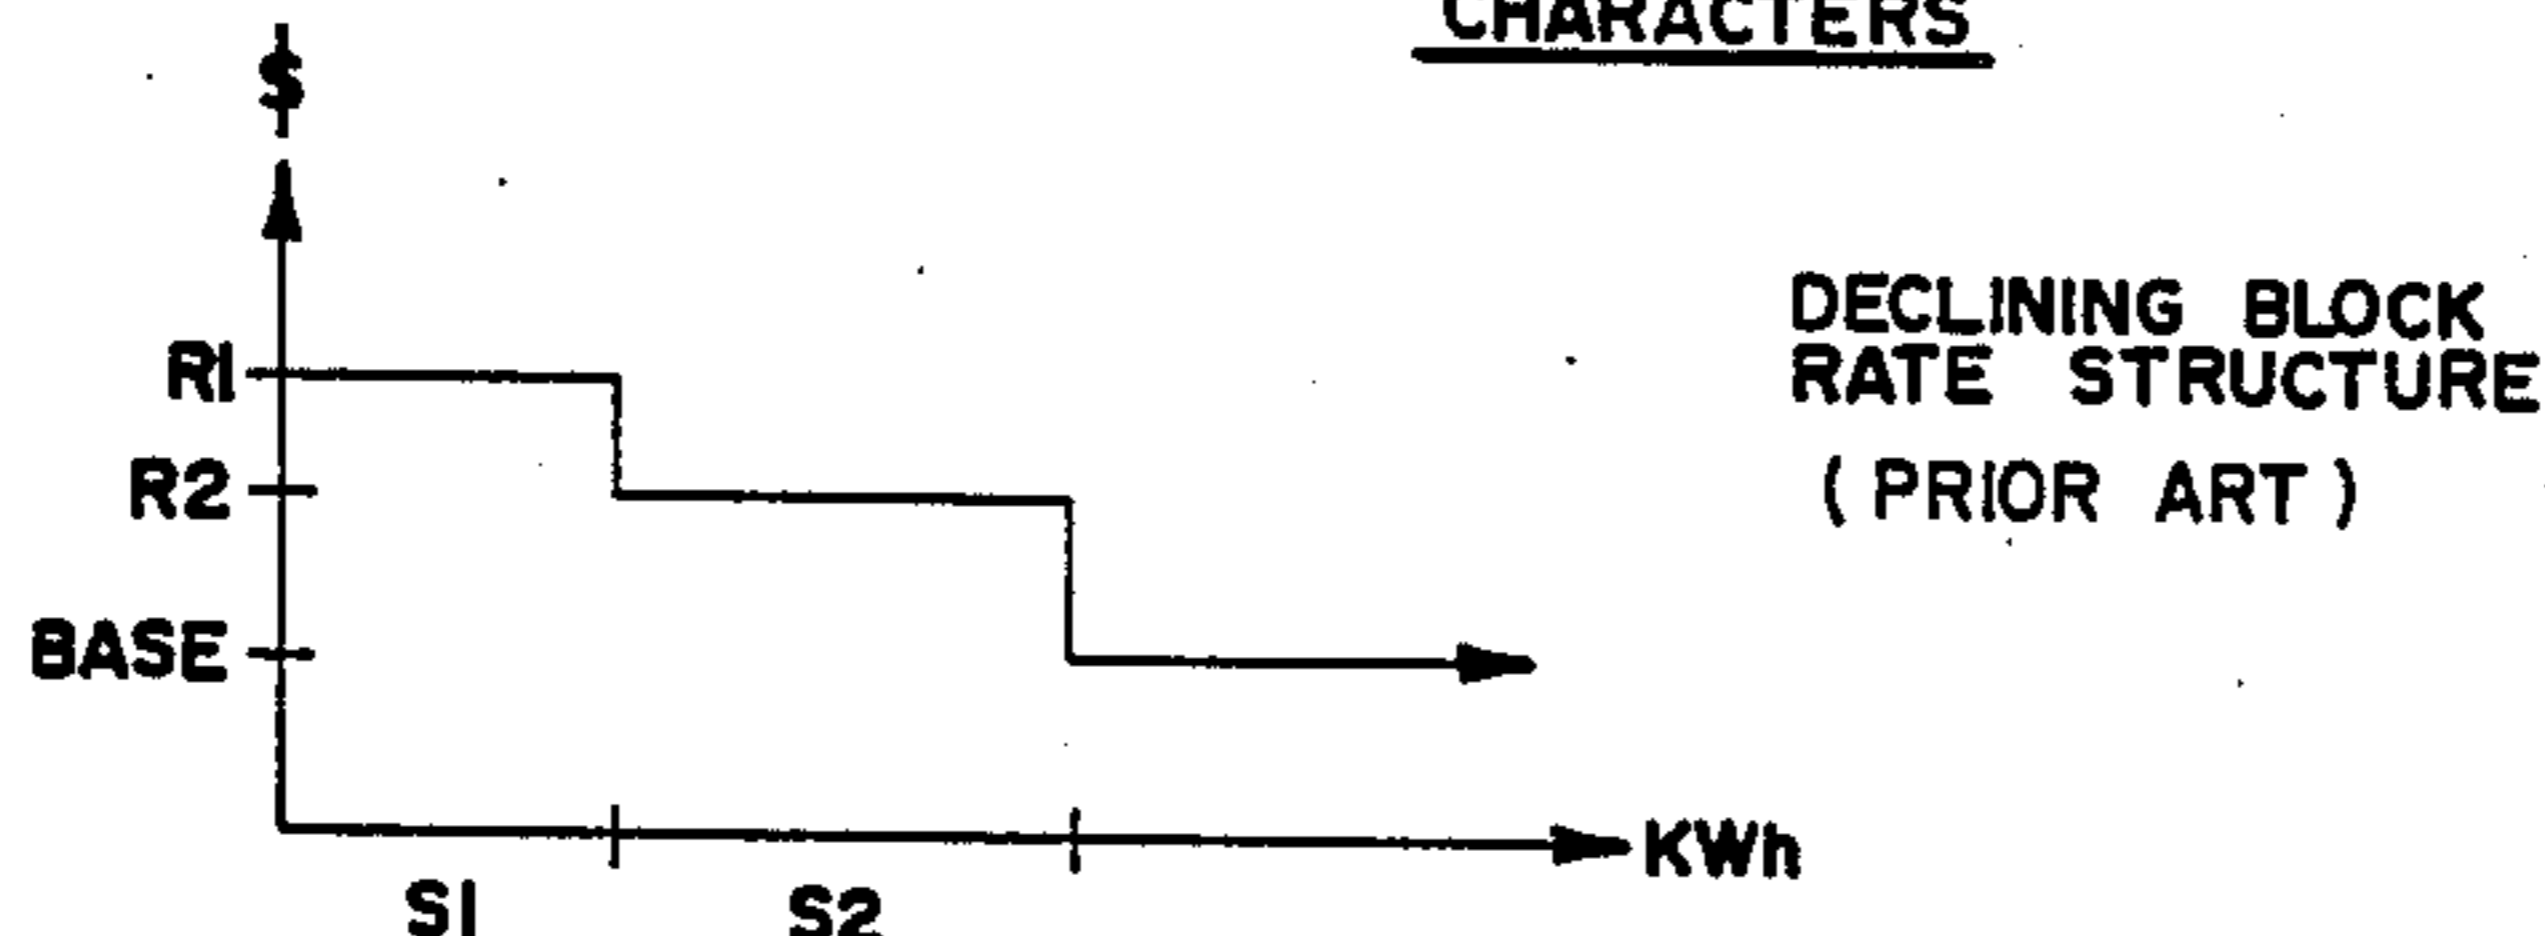 CHARACTERS
$
R1
R2
BASE
DECLINING BLOCK
RATE STRUCTURE
( PRIOR ART )
KWh
S1
S2